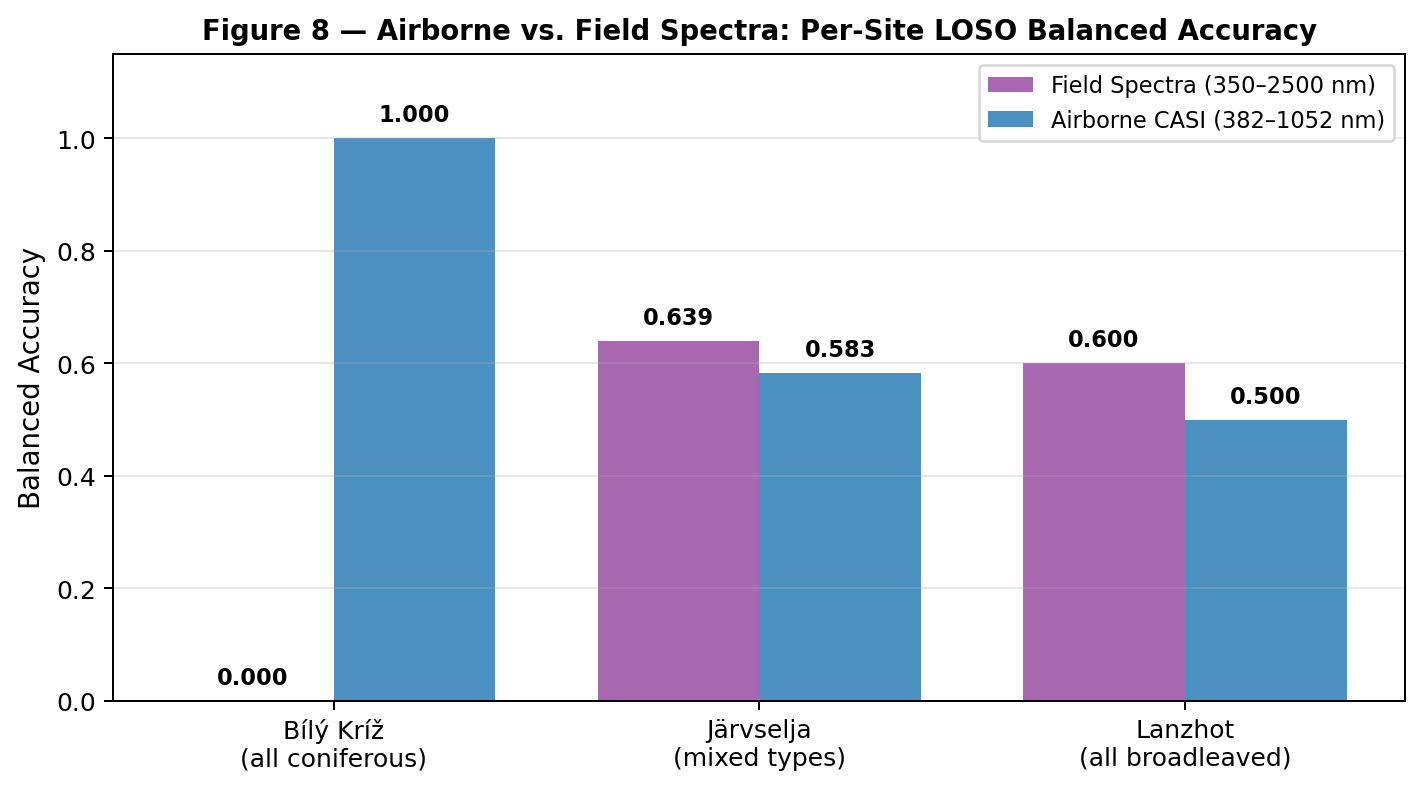 Figure 8 — Airborne vs. Field Spectra: Per-Site LOSO Balanced Accuracy
Field Spectra (350–2500 nm)
Airborne CASI (382–1052 nm)
Balanced Accuracy
1.0
0.8
0.6
0.4
0.2
0.0
0.000
1.000
0.639
0.583
0.600
0.500
Bílý Kríž
(all coniferous)
Järvselja
(mixed types)
Lanzhot
(all broadleaved)